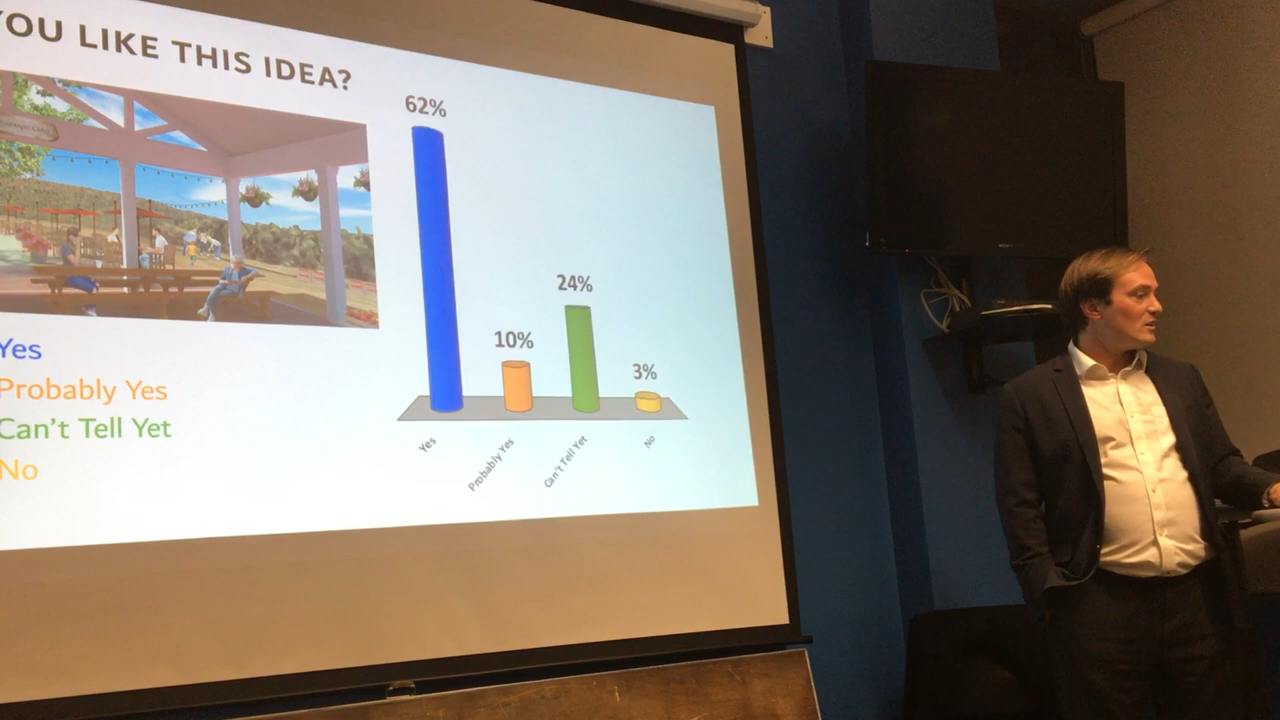 YOU LIKE THIS IDEA?
62%
24%
10%
3%
Yes
Probably Yes
Can't Tell Yet
No
Yes
Probably Yes
Can't Tell Yet
No